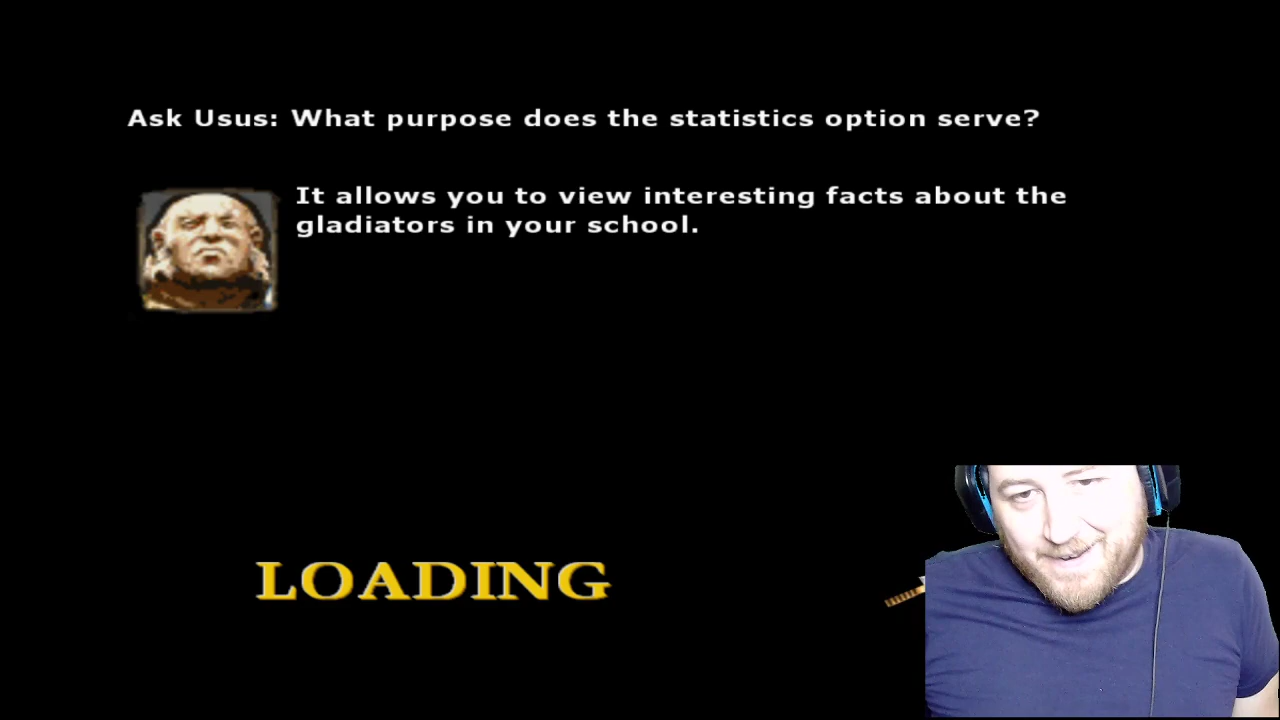 Ask Usus: What purpose does the statistics option serve?
It allows you to view interesting facts about the
gladiators in your school.
LOADING